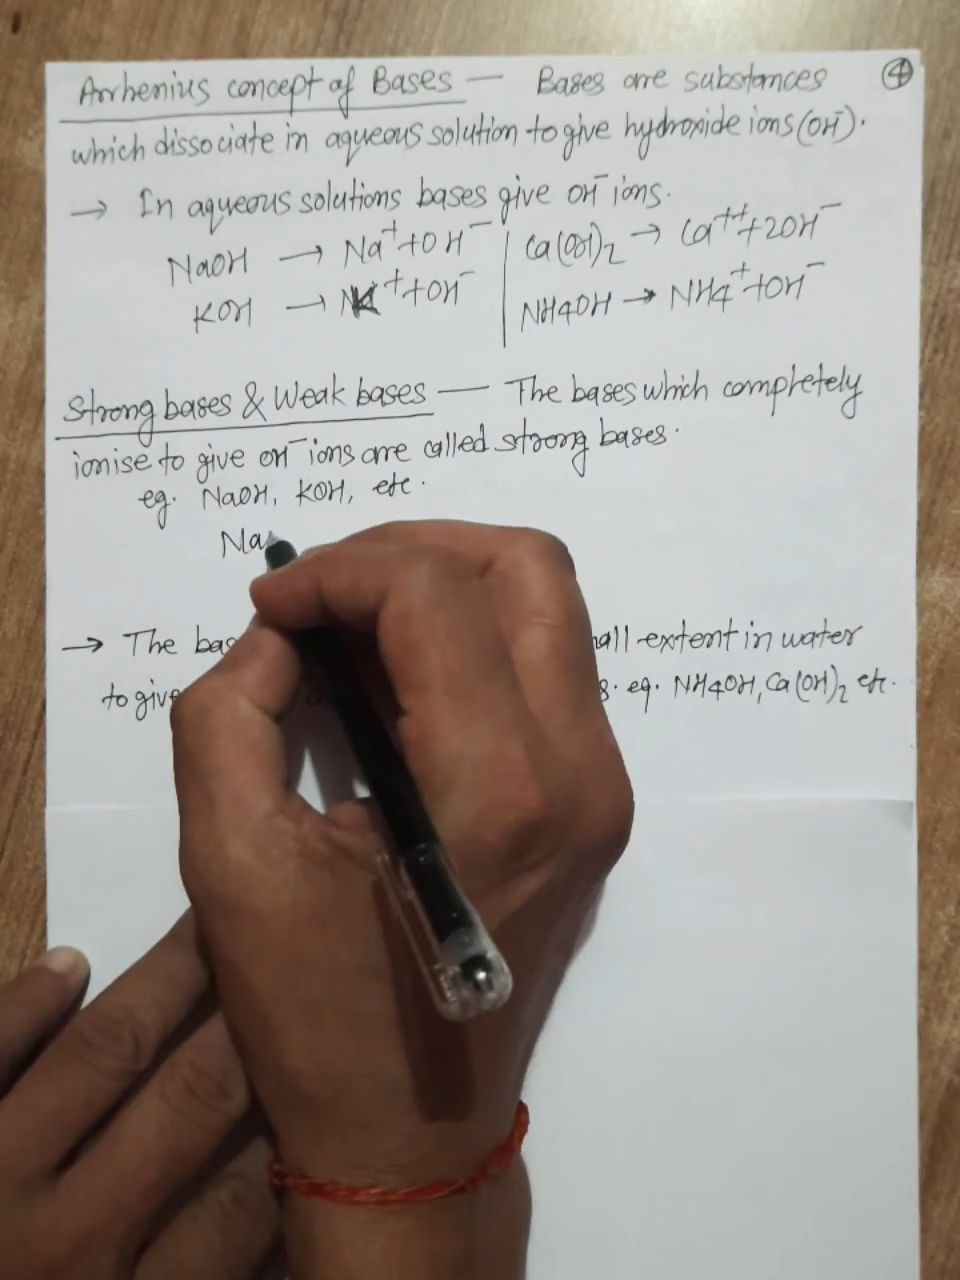 Arrhenius concept of Bases — Bases are substances ④
which dissociate in aqueous solution to give hydroxide ions (OH⁻).
→ In aqueous solutions bases give OH⁻ ions.
NaOH → Na⁺+OH⁻ | Ca(OH)₂ → Ca⁺⁺+2OH⁻
KOH → K⁺+OH⁻ | NH4OH → NH4⁺+OH⁻
Strong bases & Weak bases — The bases which completely
ionise to give OH⁻ ions are called strong bases.
eg. NaOH, KOH, etc.
Na
→ The extent in water
to eg. NH4OH, Ca(OH)₂ etc.